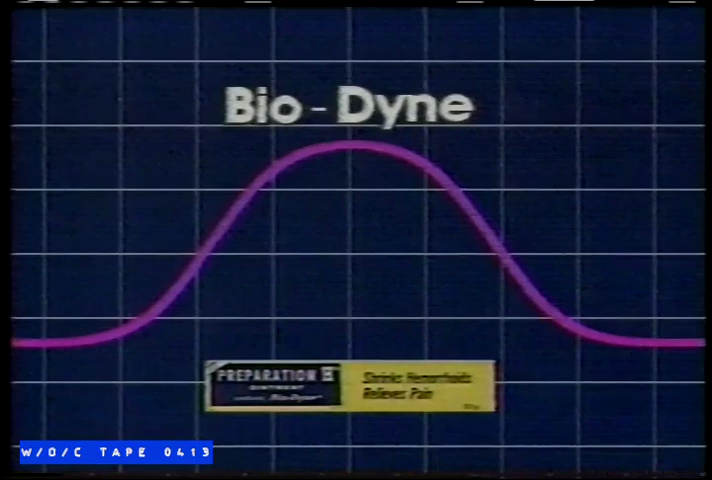 Bio - Dyne
PREPARATION H
OINTMENT
Bio-Dyne
Shrinks Hemorrhoids
Relieves Pain
W/O/C TAPE 0413